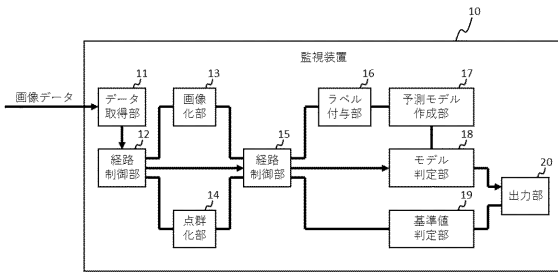 10
監視装置
画像データ
11
データ
取得部
13
画像
化部
16
ラベル
付与部
17
予測モデル
作成部
12
経路
制御部
15
経路
制御部
18
モデル
判定部
20
出力部
14
点群
化部
19
基準値
判定部